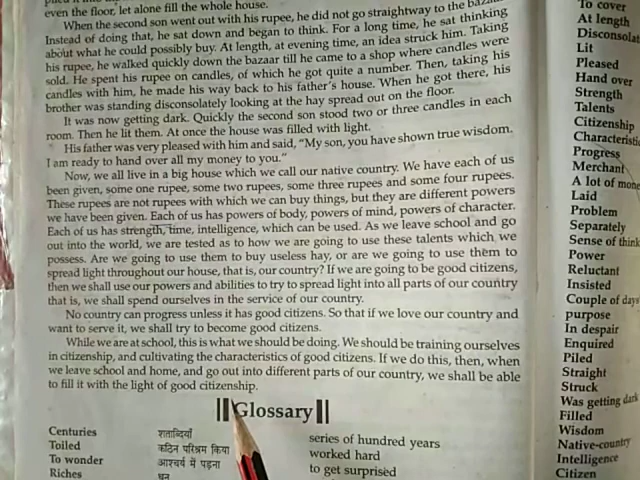 even the floor, let alone fill the whole house.
When the second son went out with his rupee, he did not go straightway to the
Instead of doing that, he sat down and began to think. For a long time, he sat thinking
about what he could possibly buy. At length, at evening time, an idea struck him. Taking
his rupee, he walked quickly down the bazaar till he came to a shop where candles were
sold. He spent his rupee on candles, of which he got quite a number. Then, taking his
candles with him, he made his way back to his father's house. When he got there, his
brother was standing disconsolately looking at the hay spread out on the floor.
It was now getting dark. Quickly the second son stood two or three candles in each
room. Then he lit them. At once the house was filled with light.
His father was very pleased with him and said, "My son, you have shown true wisdom.
I am ready to hand over all my money to you."
Now, we all live in a big house which we call our native country. We have each of us
been given, some one rupee, some two rupees, some three rupees and some four rupees.
These rupees are not rupees with which we can buy things, but they are different powers
we have been given. Each of us has powers of body, powers of mind, powers of character.
Each of us has strength, time, intelligence, which can be used. As we leave school and go
out into the world, we are tested as to how we are going to use these talents which we
possess. Are we going to use them to buy useless hay, or are we going to use them to
spread light throughout our house, that is, our country? If we are going to be good citizens,
then we shall use our powers and abilities to try to spread light into all parts of our country
that is, we shall spend ourselves in the service of our country.
No country can progress unless it has good citizens. So that if we love our country and
want to serve it, we shall try to become good citizens.
While we are at school, this is what we should be doing. We should be training ourselves
in citizenship, and cultivating the characteristics of good citizens. If we do this, then, when
we leave school and home, and go out into different parts of our country, we shall be able
to fill it with the light of good citizenship.
Glossary
Centuries शताब्दियाँ series of hundred years
Toiled कठिन परिश्रम किया worked hard
To wonder आश्चर्य में पड़ना to get surprised
Riches धन
To cover
At length
Disconsolat
Lit
Pleased
Hand over
Strength
Talents
Citizenship
Characteristic
Progress
Merchant
A lot of mone
Laid
Problem
Separately
Sense of think
Power
Reluctant
Insisted
Couple of days
purpose
In despair
Enquired
Piled
Straight
Struck
Was getting dark
Filled
Wisdom
Native-country
Intelligence
Citizen